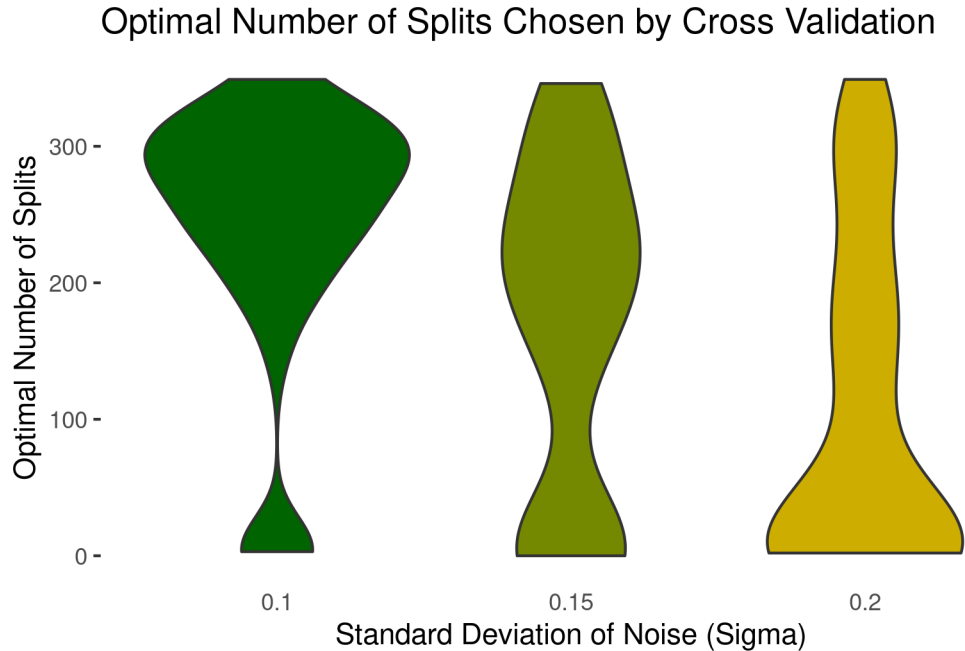 Optimal Number of Splits Chosen by Cross Validation
Optimal Number of Splits
300
200
100
0
0.1 0.15 0.2
Standard Deviation of Noise (Sigma)